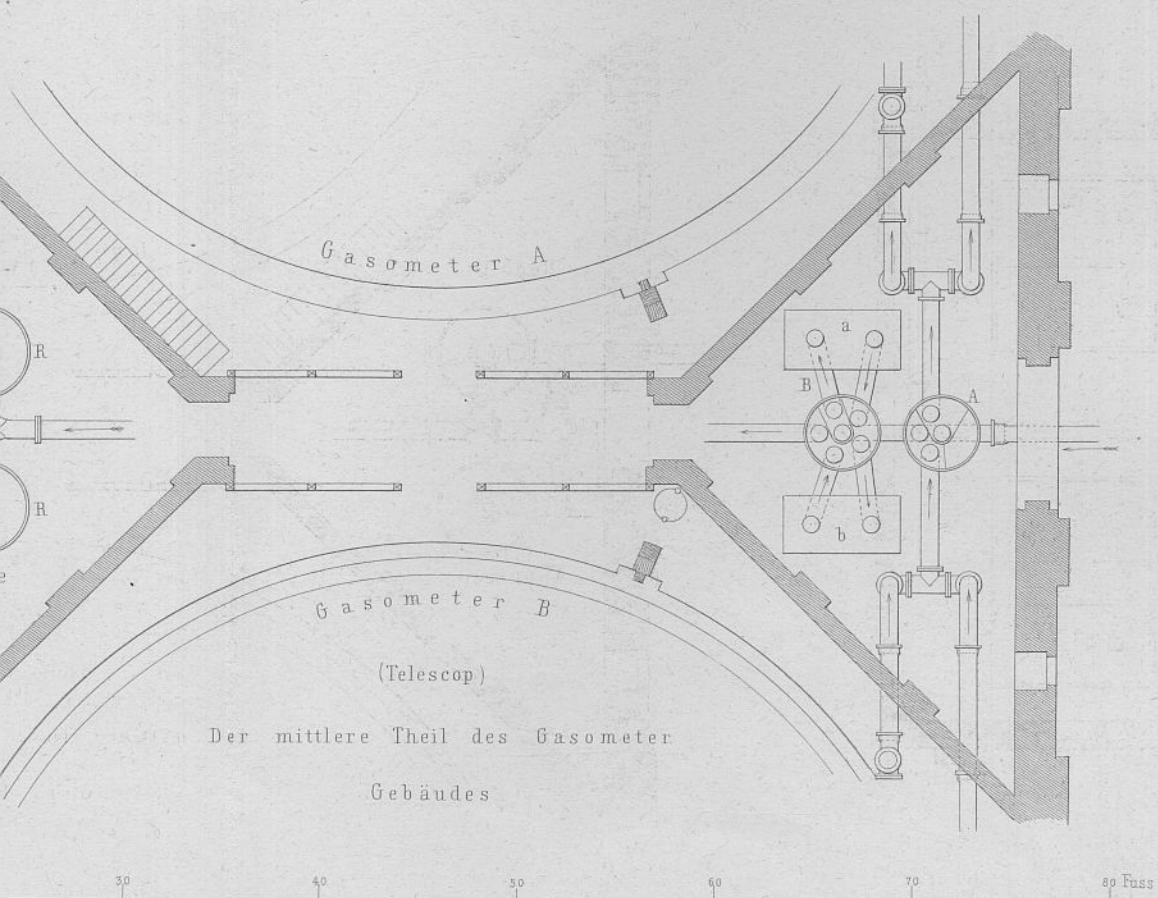 Gasometer A
R
a
B
A
R
b
e
Gasometer B
(Telescop)
Der mittlere Theil des Gasometer
Gebäudes
30 40 50 60 70 80 Fuss